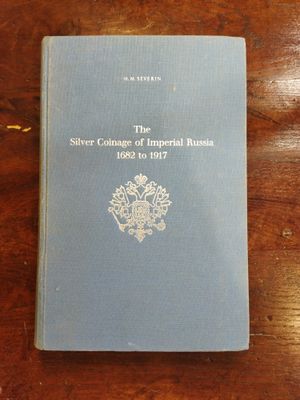 H. M. SEVERIN
The
Silver Coinage of Imperial Russia
1682 to 1917